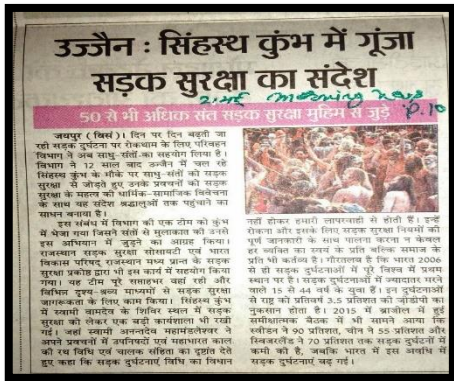 उज्जैन : सिंहस्थ कुंभ में गूंजा
सड़क सुरक्षा का संदेश
morning news
p.10
50 से भी अधिक संत सड़क सुरक्षा मुहिम से जुड़े
जयपुर (विसं)। दिन पर दिन बढ़ती जा
रही सड़क दुर्घटना पर रोकथाम के लिए परिवहन
विभाग ने अब साधु-संतों का सहयोग लिया है।
विभाग ने 12 साल बाद उज्जैन में चल रहे
सिंहस्थ कुंभ के मौके पर साधु-संतों को सड़क
सुरक्षा से जोड़ते हुए उनके प्रवचनों को सड़क
सुरक्षा के महत्व की धार्मिक-सामाजिक विवेचना
के साथ यह संदेश श्रद्धालुओं तक पहुंचाने का
साधन बनाया है।
इस संबंध में विभाग की एक टीम को कुंभ
में भेजा गया जिसने संतों से मुलाकात की उनसे
इस अभियान में जुड़ने का आग्रह किया।
राजस्थान सड़क सुरक्षा सोसायटी एवं भारत
विकास परिषद् राजस्थान मध्य प्रान्त के सड़क
सुरक्षा प्रकोष्ठ द्वारा भी इस कार्य में सहयोग किया
गया। यह टीम पूरे सप्ताहभर वहां रही और
विभिन्न दृश्य-श्रव्य माध्यमों से सड़क सुरक्षा
जागरूकता के लिए काम किया। सिंहस्थ कुंभ
में स्वामी वामदेव के शिविर स्थल में सड़क
सुरक्षा को लेकर एक बड़ी कार्यशाला भी रखी
गई। जहां स्वामी आनन्ददेव महामंडलेश्वर ने
अपने प्रवचनों में उपनिषदों एवं महाभारत काल
की रथ विधि एवं चालक संहिता का दृष्टांत देते
हुए कहा कि सड़क दुर्घटनाएं विधि का विधान
नहीं होकर हमारी लापरवाही से होती हैं। इन्हें
रोकना और इसके लिए सड़क सुरक्षा नियमों की
पूर्ण जानकारी के साथ पालना करना न केवल
हर व्यक्ति का स्वयं के प्रति बल्कि समाज के
प्रति भी कर्तव्य है। गौरतलब है कि भारत 2006
से ही सड़क दुर्घटनाओं में पूरे विश्व में प्रथम
स्थान पर है। सड़क दुर्घटनाओं में ज्यादातर मरने
वाले 15 से 44 वर्ष के युवा हैं। इन दुर्घटनाओं
से राष्ट्र को प्रतिवर्ष 3.5 प्रतिशत की जीडीपी का
नुकसान होता है। 2015 में ब्राजील में हुई
समीक्षात्मक बैठक में भी सामने आया कि
स्वीडन ने 90 प्रतिशत, चीन ने 55 प्रतिशत और
स्विजरलैंड ने 70 प्रतिशत तक सड़क दुर्घटनों में
कमी की है, जबकि भारत में इस अवधि में
सड़क दुर्घटनाएं बढ़ गईं।